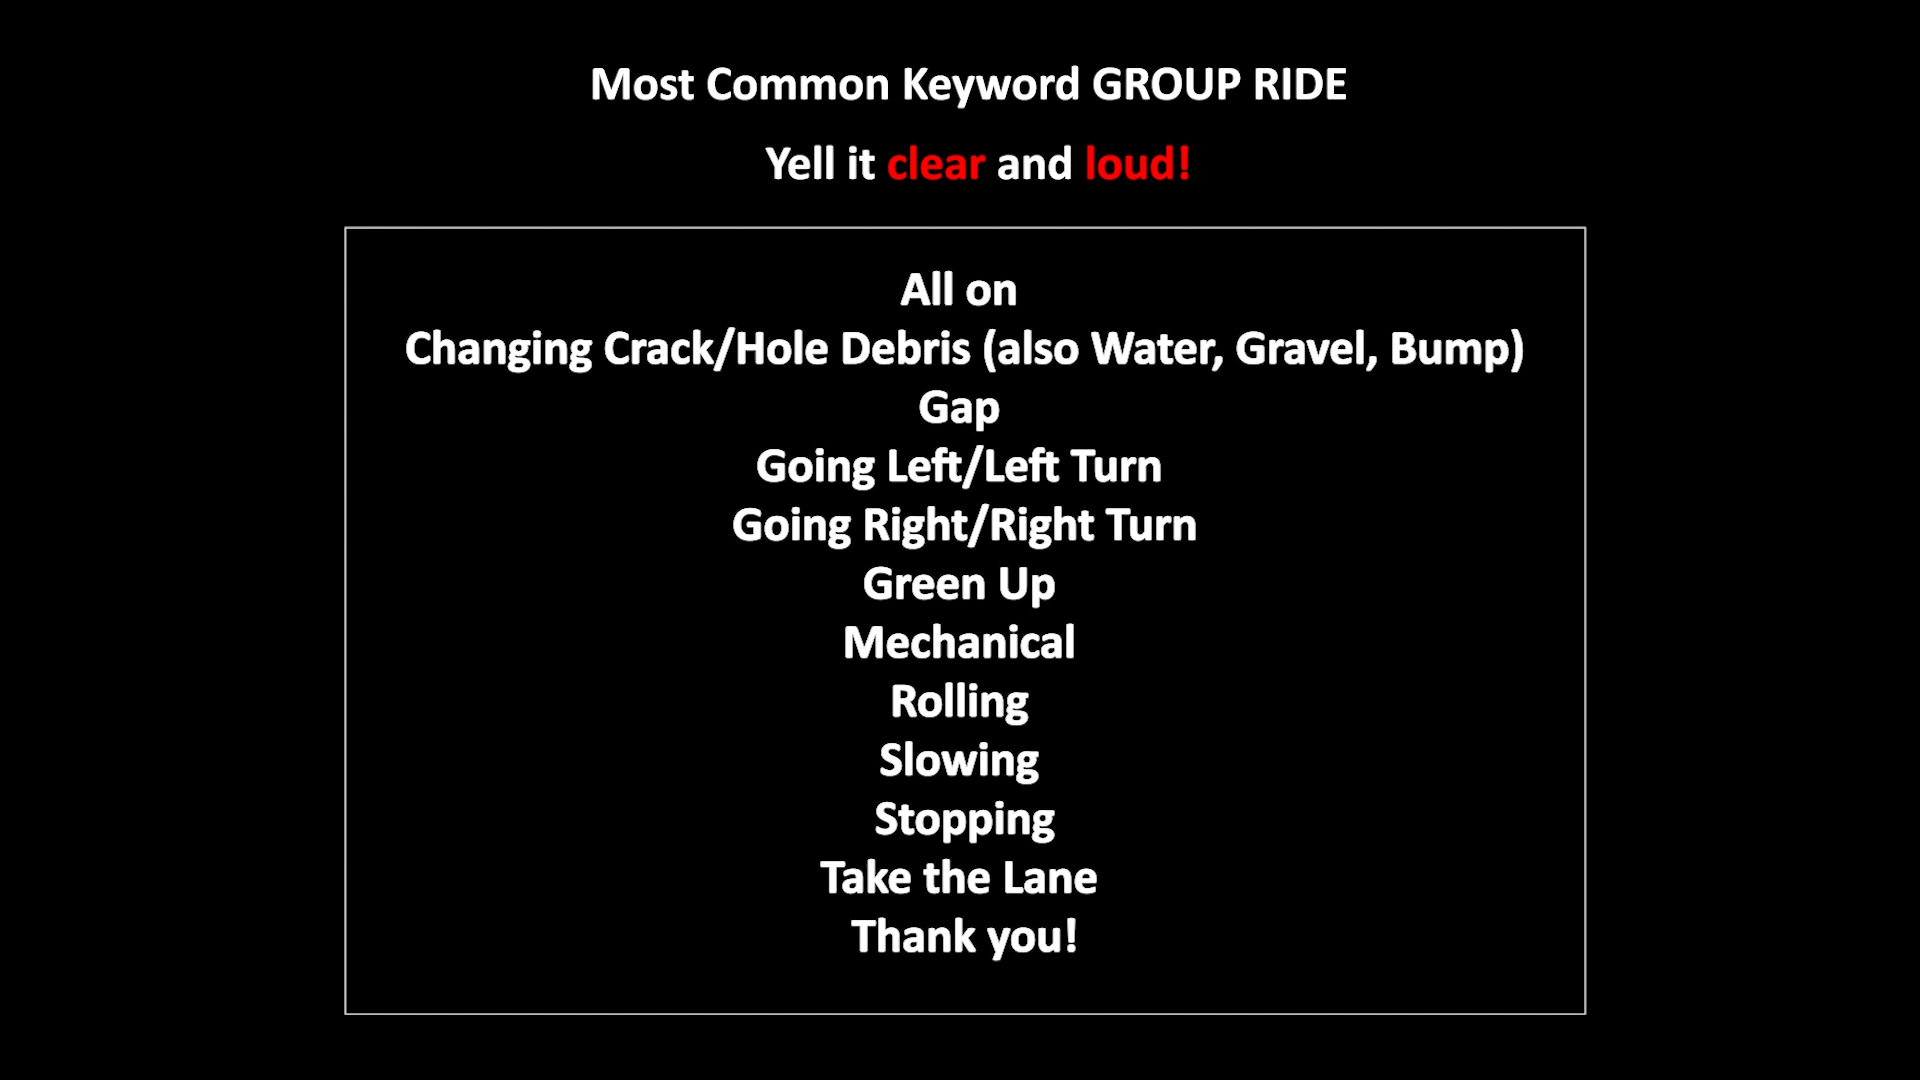 Most Common Keyword GROUP RIDE
Yell it clear and loud!
All on
Changing Crack/Hole Debris (also Water, Gravel, Bump)
Gap
Going Left/Left Turn
Going Right/Right Turn
Green Up
Mechanical
Rolling
Slowing
Stopping
Take the Lane
Thank you!